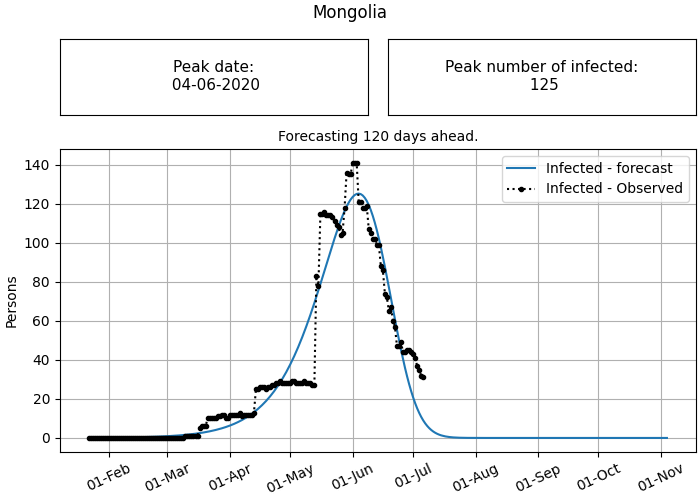 Mongolia
Peak date:
04-06-2020
Peak number of infected:
125
Forecasting 120 days ahead.
Infected - forecast
Infected - Observed
Persons
140
120
100
80
60
40
20
0
01-Feb
01-Mar
01-Apr
01-May
01-Jun
01-Jul
01-Aug
01-Sep
01-Oct
01-Nov